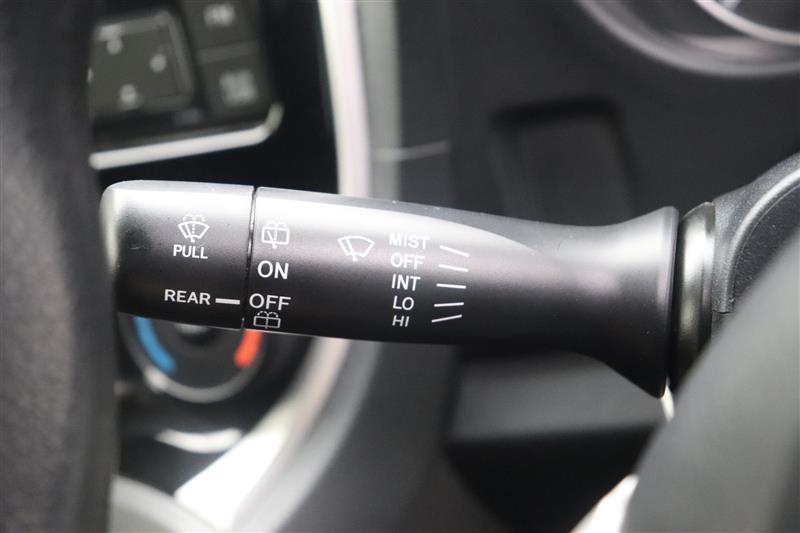 PULL
REAR
ON
OFF
MIST
OFF
INT
LO
HI